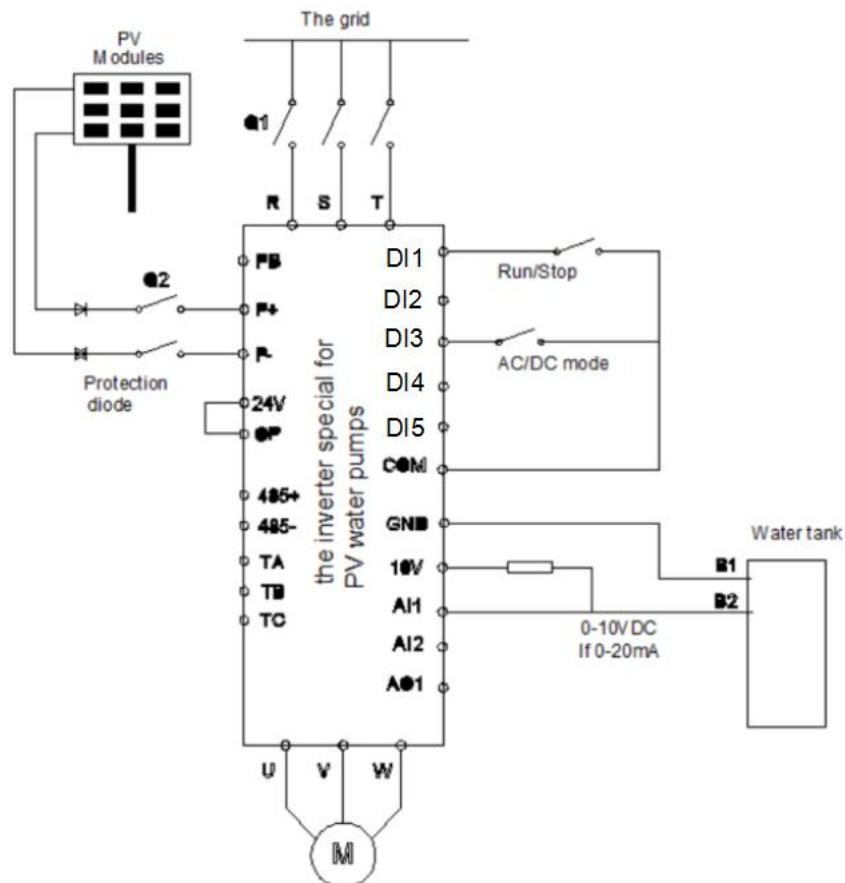 The grid
PV
Modules
Q1
R S T
PB
DI1
Run/Stop
Q2
DI2
P+
DI3
P-
AC/DC mode
Protection
diode
DI4
24V
OP
DI5
COM
the inverter special for
PV water pumps
485+
485-
GND
Water tank
TA
10V
B1
TB
AI1
B2
TC
0-10VDC
If 0-20mA
AI2
AO1
U V W
M